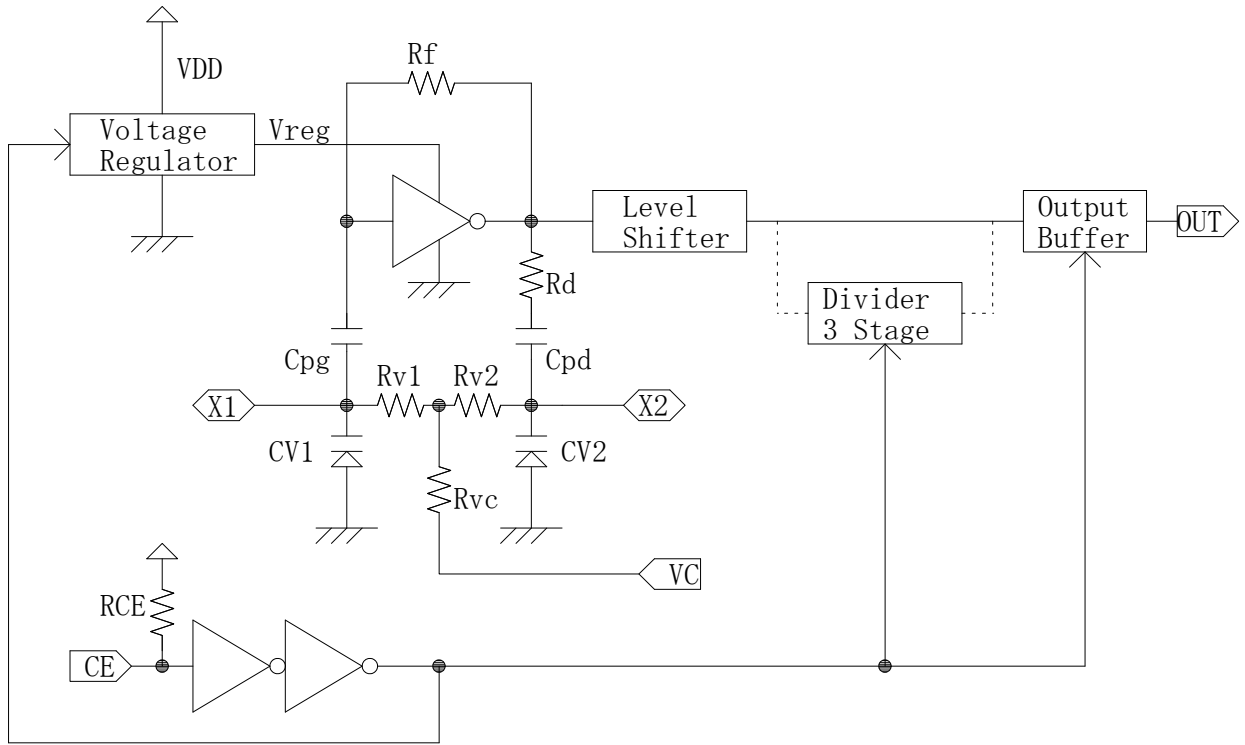 Rf
VDD
Voltage
Regulator
Vreg
Level
Shifter
Output
Buffer
OUT
Rd
Divider
3 Stage
Cpg
Cpd
Rv1
Rv2
X1
X2
CV1
CV2
Rvc
VC
RCE
CE